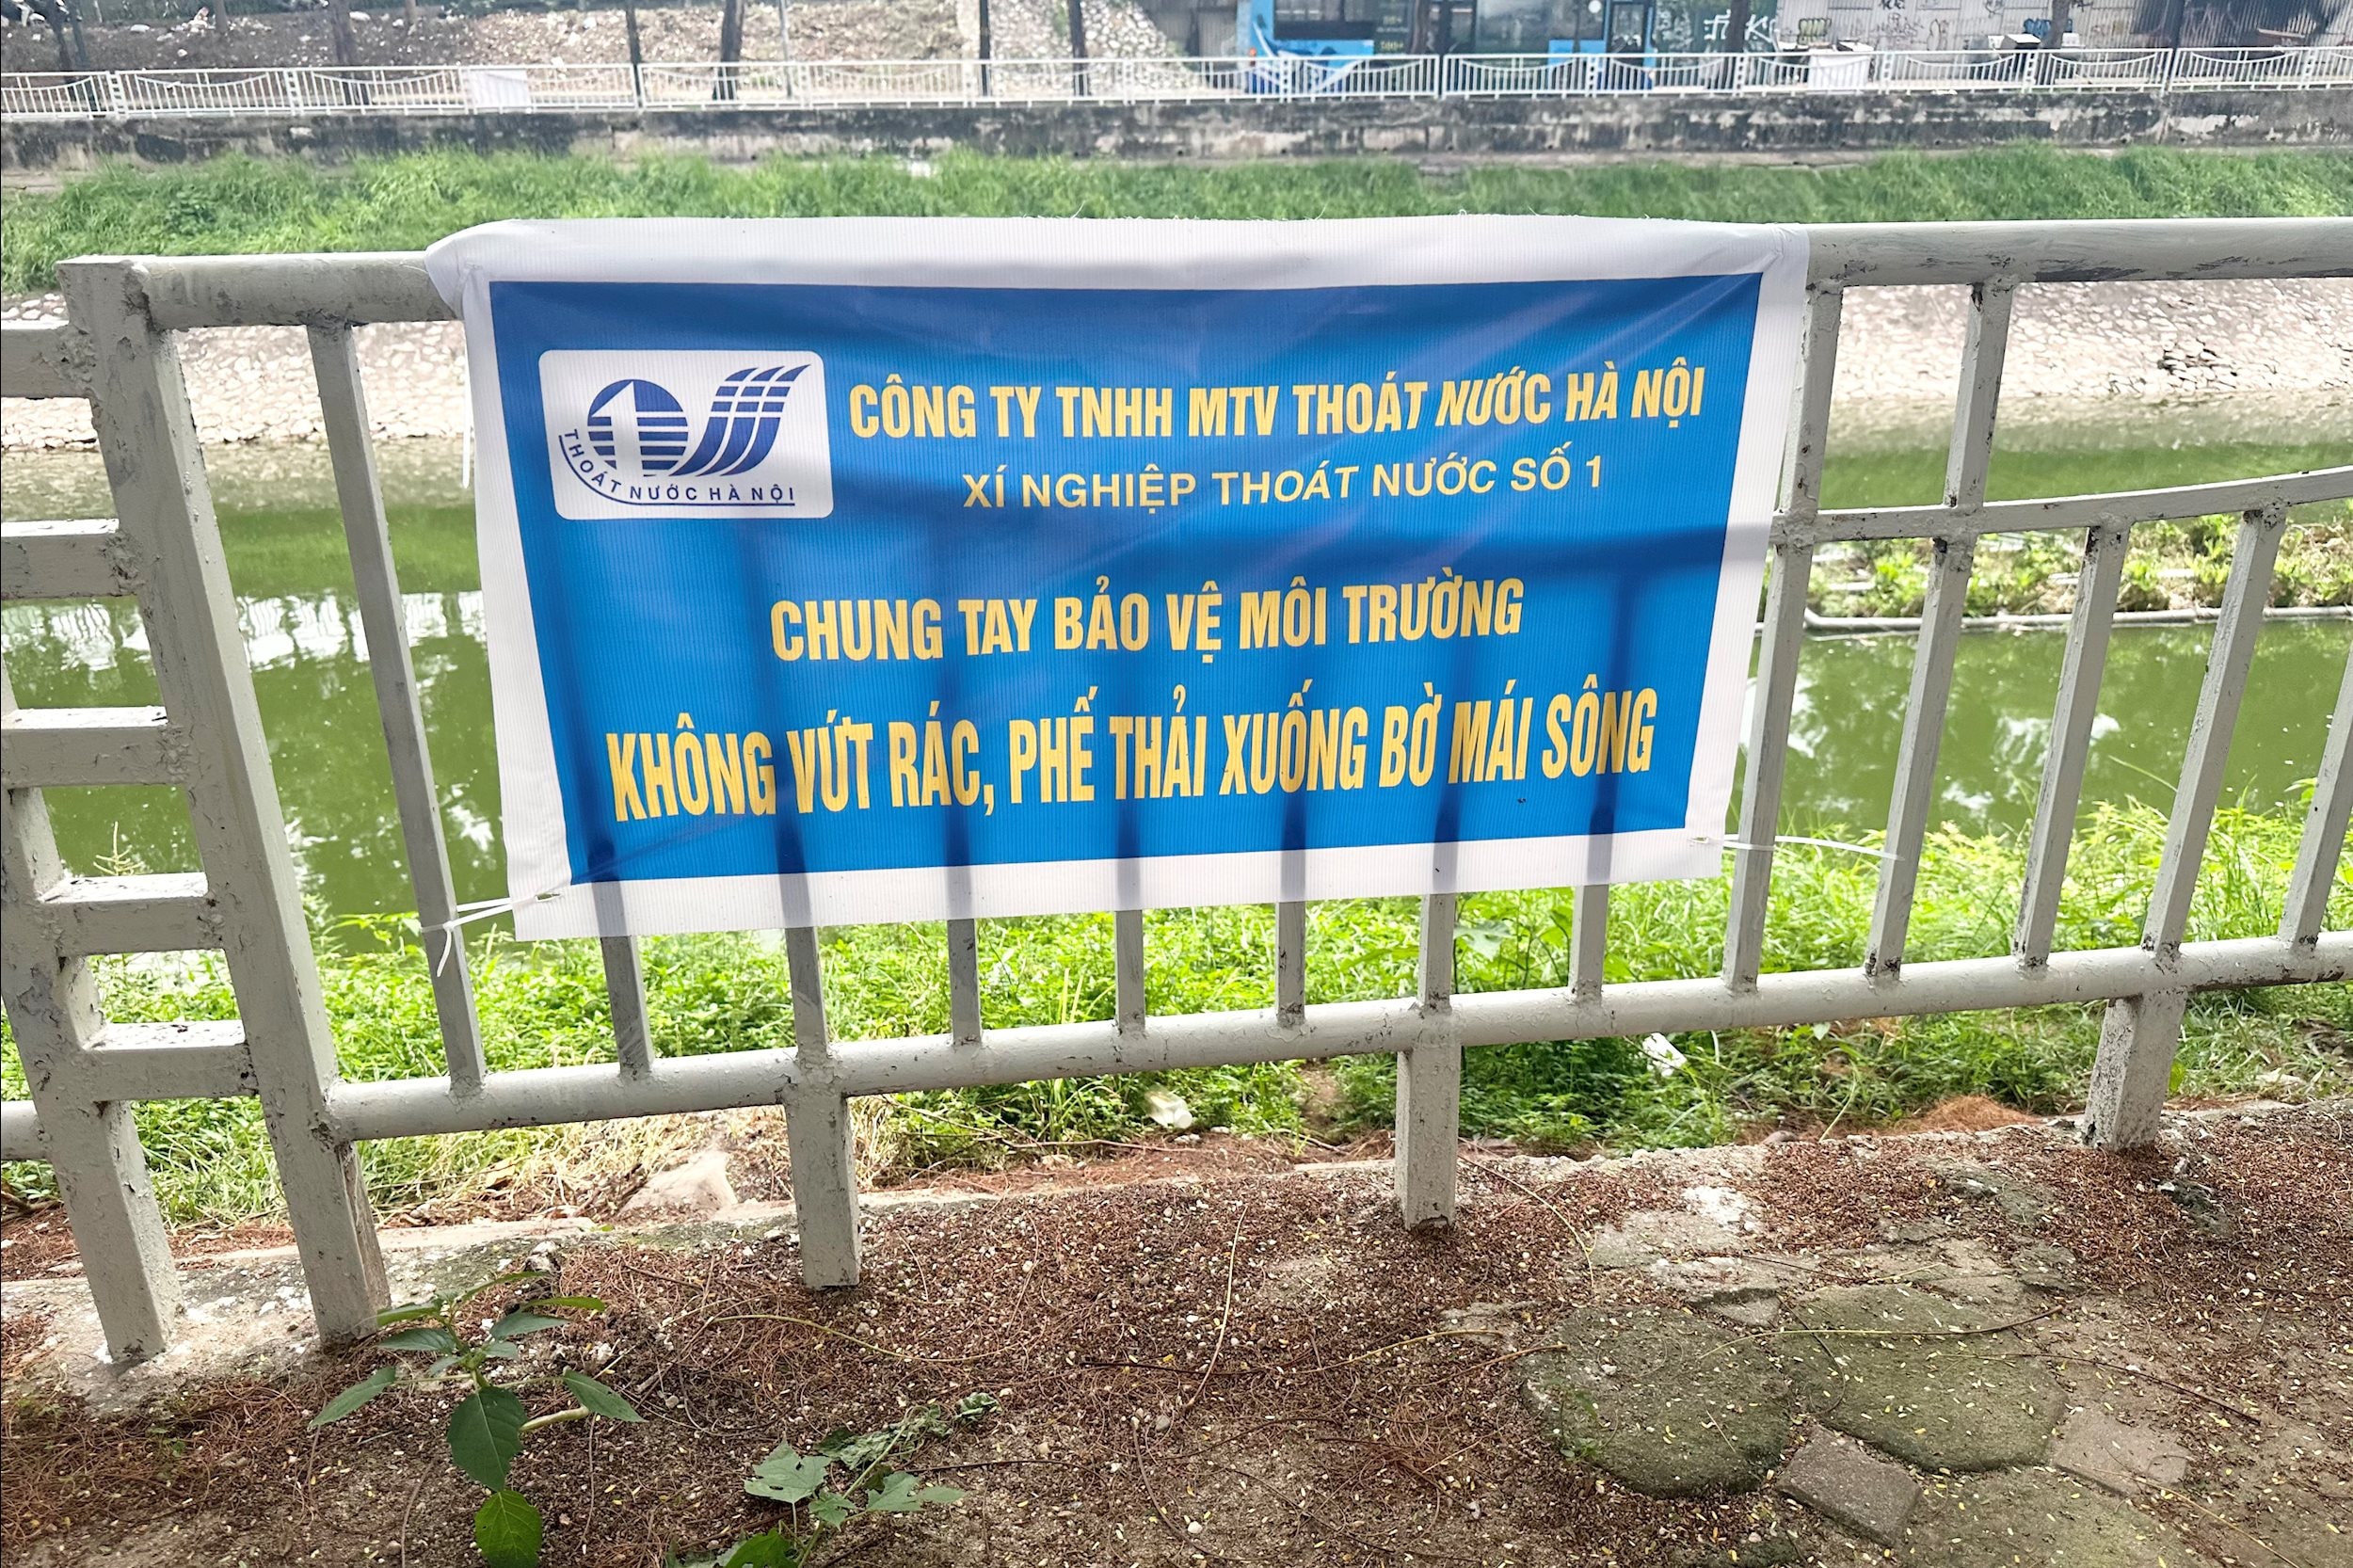 CÔNG TY TNHH MTV THOÁT NƯỚC HÀ NỘI
XÍ NGHIỆP THOÁT NƯỚC SỐ 1
THOÁT NƯỚC HÀ NỘI
CHUNG TAY BẢO VỆ MÔI TRƯỜNG
KHÔNG VỨT RÁC, PHẾ THẢI XUỐNG BỜ MÁI SÔNG